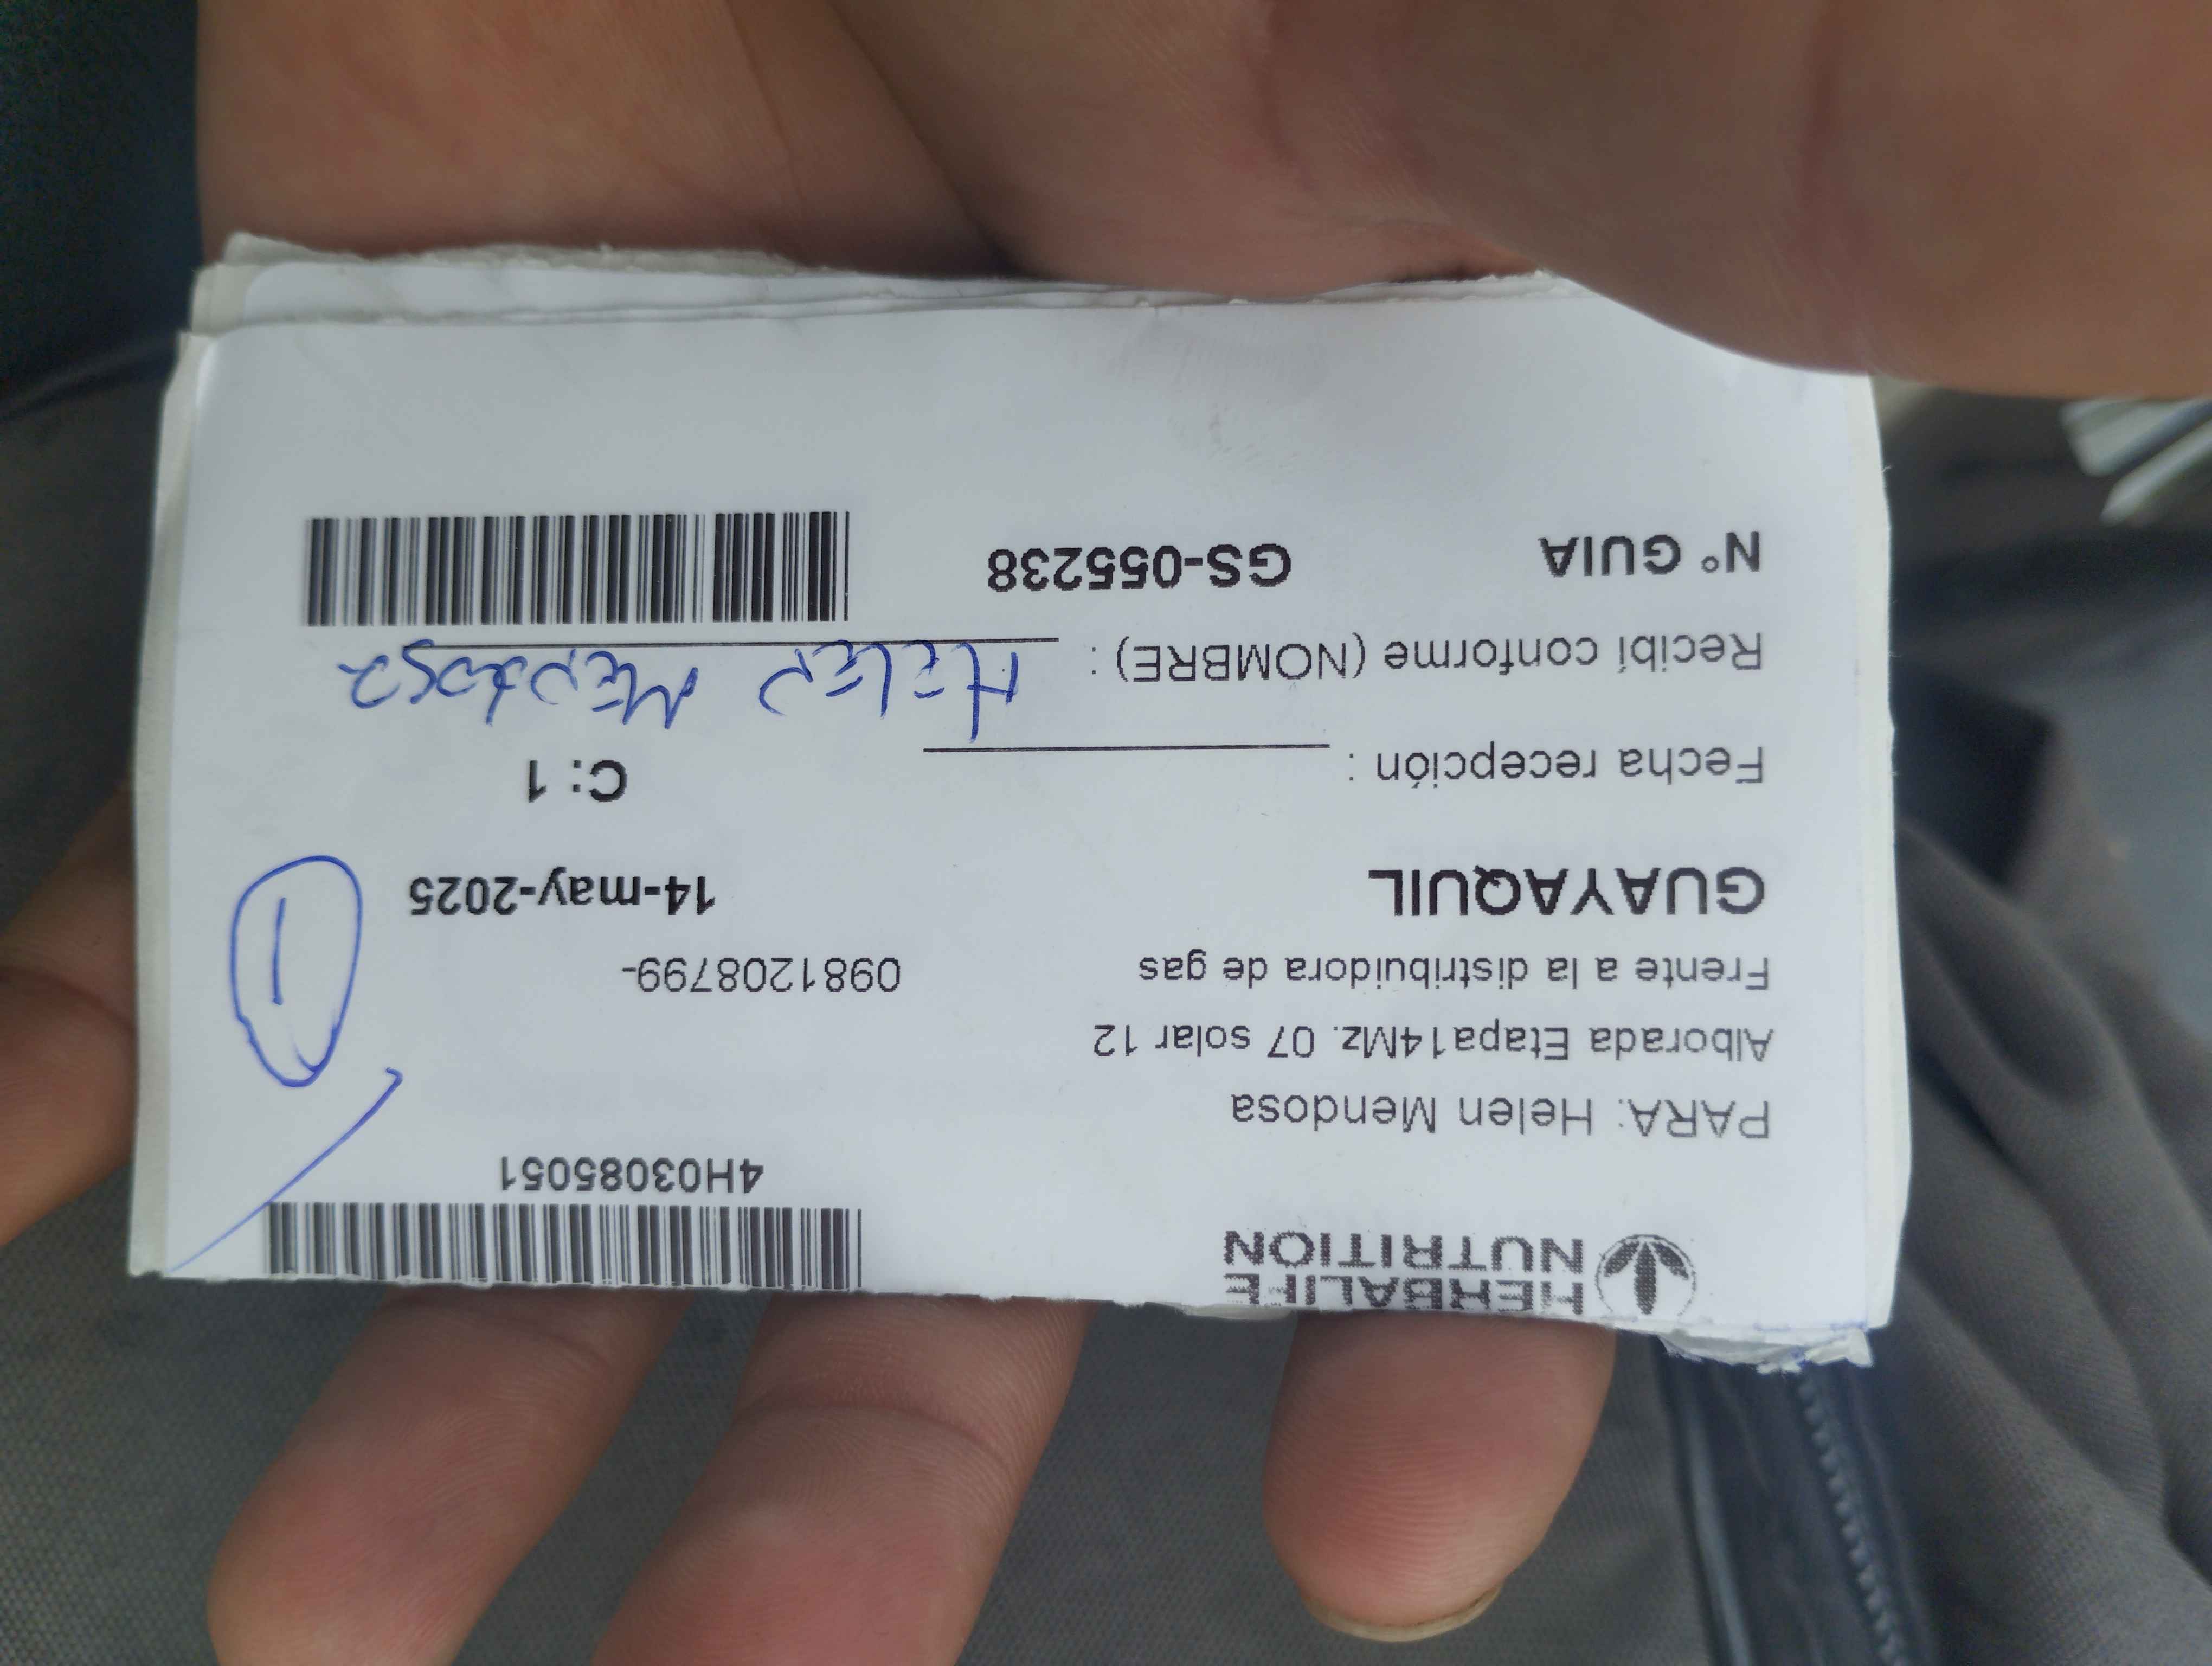 HERBALIFE
NUTRITION
4H03085051
PARA: Helen Mendosa
Alborada Etapa14Mz. 07 solar 12
Frente a la distribuidora de gas 0981208799-
GUAYAQUIL 14-may-2025
1
Fecha recepción : C: 1
Recibí conforme (NOMBRE) : HELEN MENDOSA
N° GUIA GS-055238